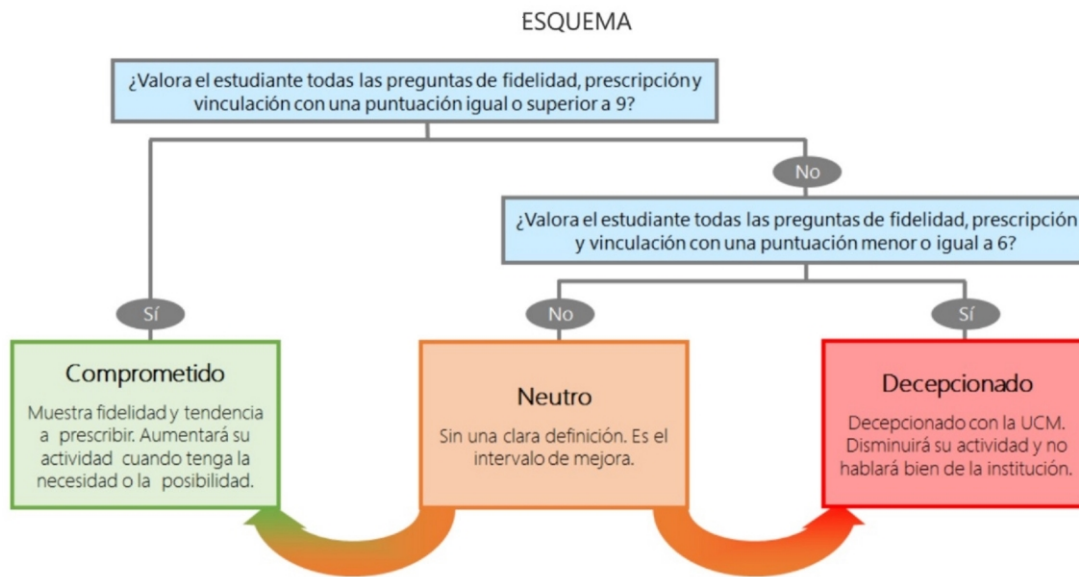 ESQUEMA
¿Valora el estudiante todas las preguntas de fidelidad, prescripción y
vinculación con una puntuación igual o superior a 9?
No
¿Valora el estudiante todas las preguntas de fidelidad, prescripción
y vinculación con una puntuación menor o igual a 6?
Sí
No
Sí
Comprometido
Muestra fidelidad y tendencia
a prescribir. Aumentará su
actividad cuando tenga la
necesidad o la posibilidad.
Neutro
Sin una clara definición. Es el
intervalo de mejora.
Decepcionado
Decepcionado con la UCM.
Disminuirá su actividad y no
hablará bien de la institución.